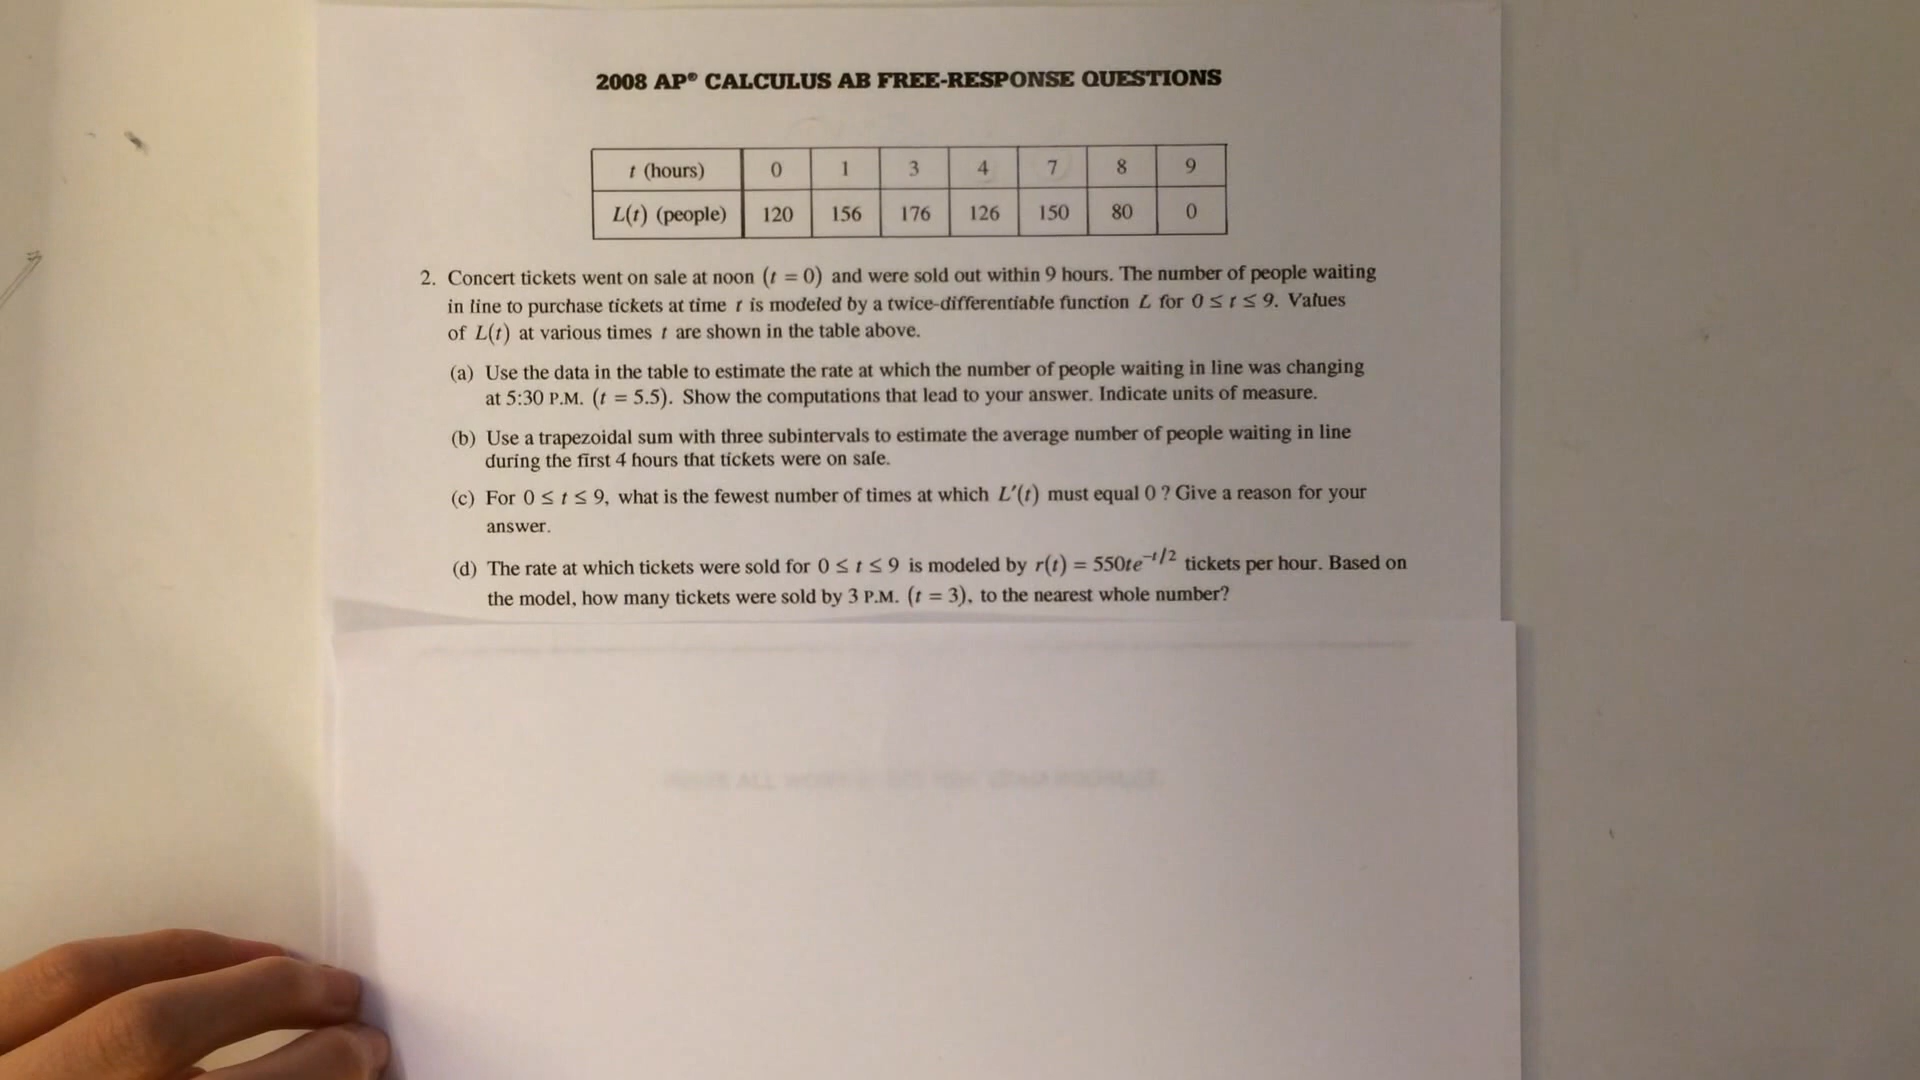 2008 AP® CALCULUS AB FREE-RESPONSE QUESTIONS
t (hours) 0 1 3 4 7 8 9
L(t) (people) 120 156 176 126 150 80 0
2. Concert tickets went on sale at noon (t = 0) and were sold out within 9 hours. The number of people waiting
in line to purchase tickets at time t is modeled by a twice-differentiable function L for 0 ≤ t ≤ 9. Values
of L(t) at various times t are shown in the table above.
(a) Use the data in the table to estimate the rate at which the number of people waiting in line was changing
at 5:30 P.M. (t = 5.5). Show the computations that lead to your answer. Indicate units of measure.
(b) Use a trapezoidal sum with three subintervals to estimate the average number of people waiting in line
during the first 4 hours that tickets were on sale.
(c) For 0 ≤ t ≤ 9, what is the fewest number of times at which L′(t) must equal 0 ? Give a reason for your
answer.
(d) The rate at which tickets were sold for 0 ≤ t ≤ 9 is modeled by r(t) = 550te^(−t/2) tickets per hour. Based on
the model, how many tickets were sold by 3 P.M. (t = 3), to the nearest whole number?